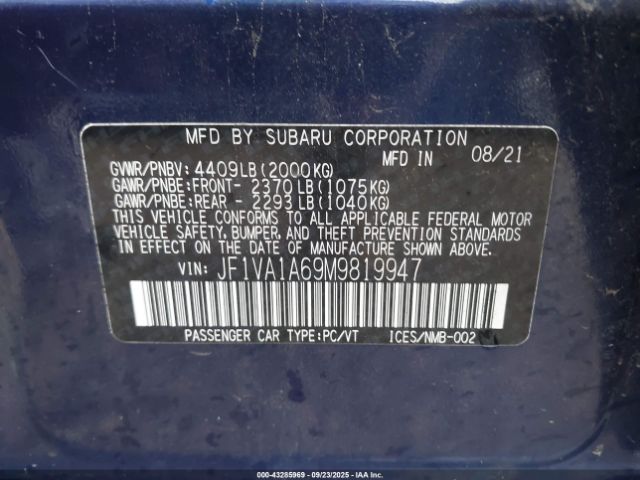 MFD BY SUBARU CORPORATION
MFD IN 08/21
GVWR/PNBV: 4409LB(2000KG)
GAWR/PNBE:FRONT- 2370LB(1075KG)
GAWR/PNBE:REAR - 2293LB(1040KG)
THIS VEHICLE CONFORMS TO ALL APPLICABLE FEDERAL MOTOR
VEHICLE SAFETY, BUMPER, AND THEFT PREVENTION STANDARDS
IN EFFECT ON THE DATE OF MANUFACTURE SHOWN ABOVE.
VIN: JF1VA1A69M9819947
PASSENGER CAR TYPE:PC/VT ICES/NMB-002
000-43285969 - 09/23/2025 - IAA Inc. - All Rights Reserved